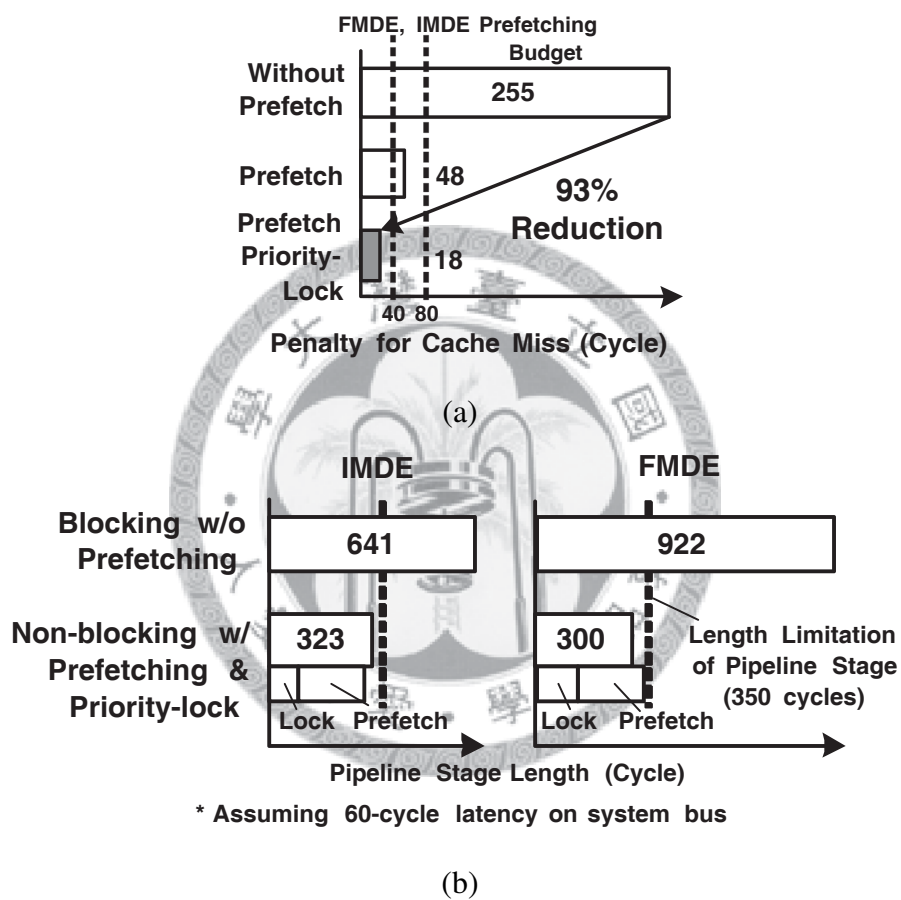 FMDE, IMDE Prefetching
Budget
Without
Prefetch
255
Prefetch
48
93%
Reduction
Prefetch
Priority-
Lock
18
40 80
Penalty for Cache Miss (Cycle)
(a)
IMDE
FMDE
Blocking w/o
Prefetching
641
922
Non-blocking w/
Prefetching &
Priority-lock
323
300
Length Limitation
of Pipeline Stage
(350 cycles)
Lock Prefetch
Lock Prefetch
Pipeline Stage Length (Cycle)
* Assuming 60-cycle latency on system bus
(b)